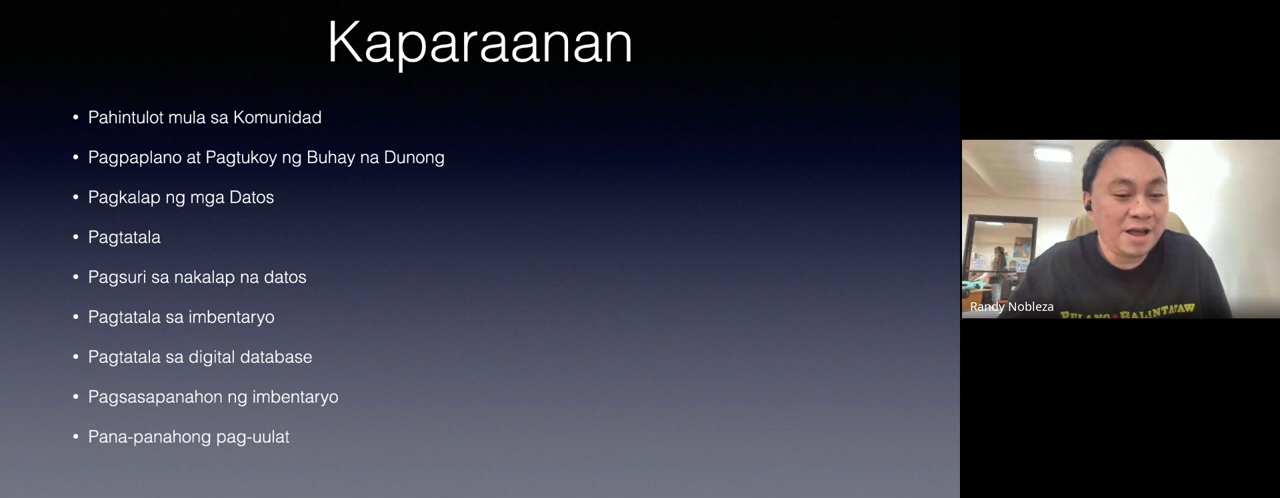 Kaparaanan
• Pahintulot mula sa Komunidad
• Pagpaplano at Pagtukoy ng Buhay na Dunong
• Pagkalap ng mga Datos
• Pagtatala
• Pagsuri sa nakalap na datos
• Pagtatala sa imbentaryo
• Pagtatala sa digital database
• Pagsasapanahon ng imbentaryo
• Pana-panahong pag-uulat
Randy Nobleza
PULANG BALINTATAW